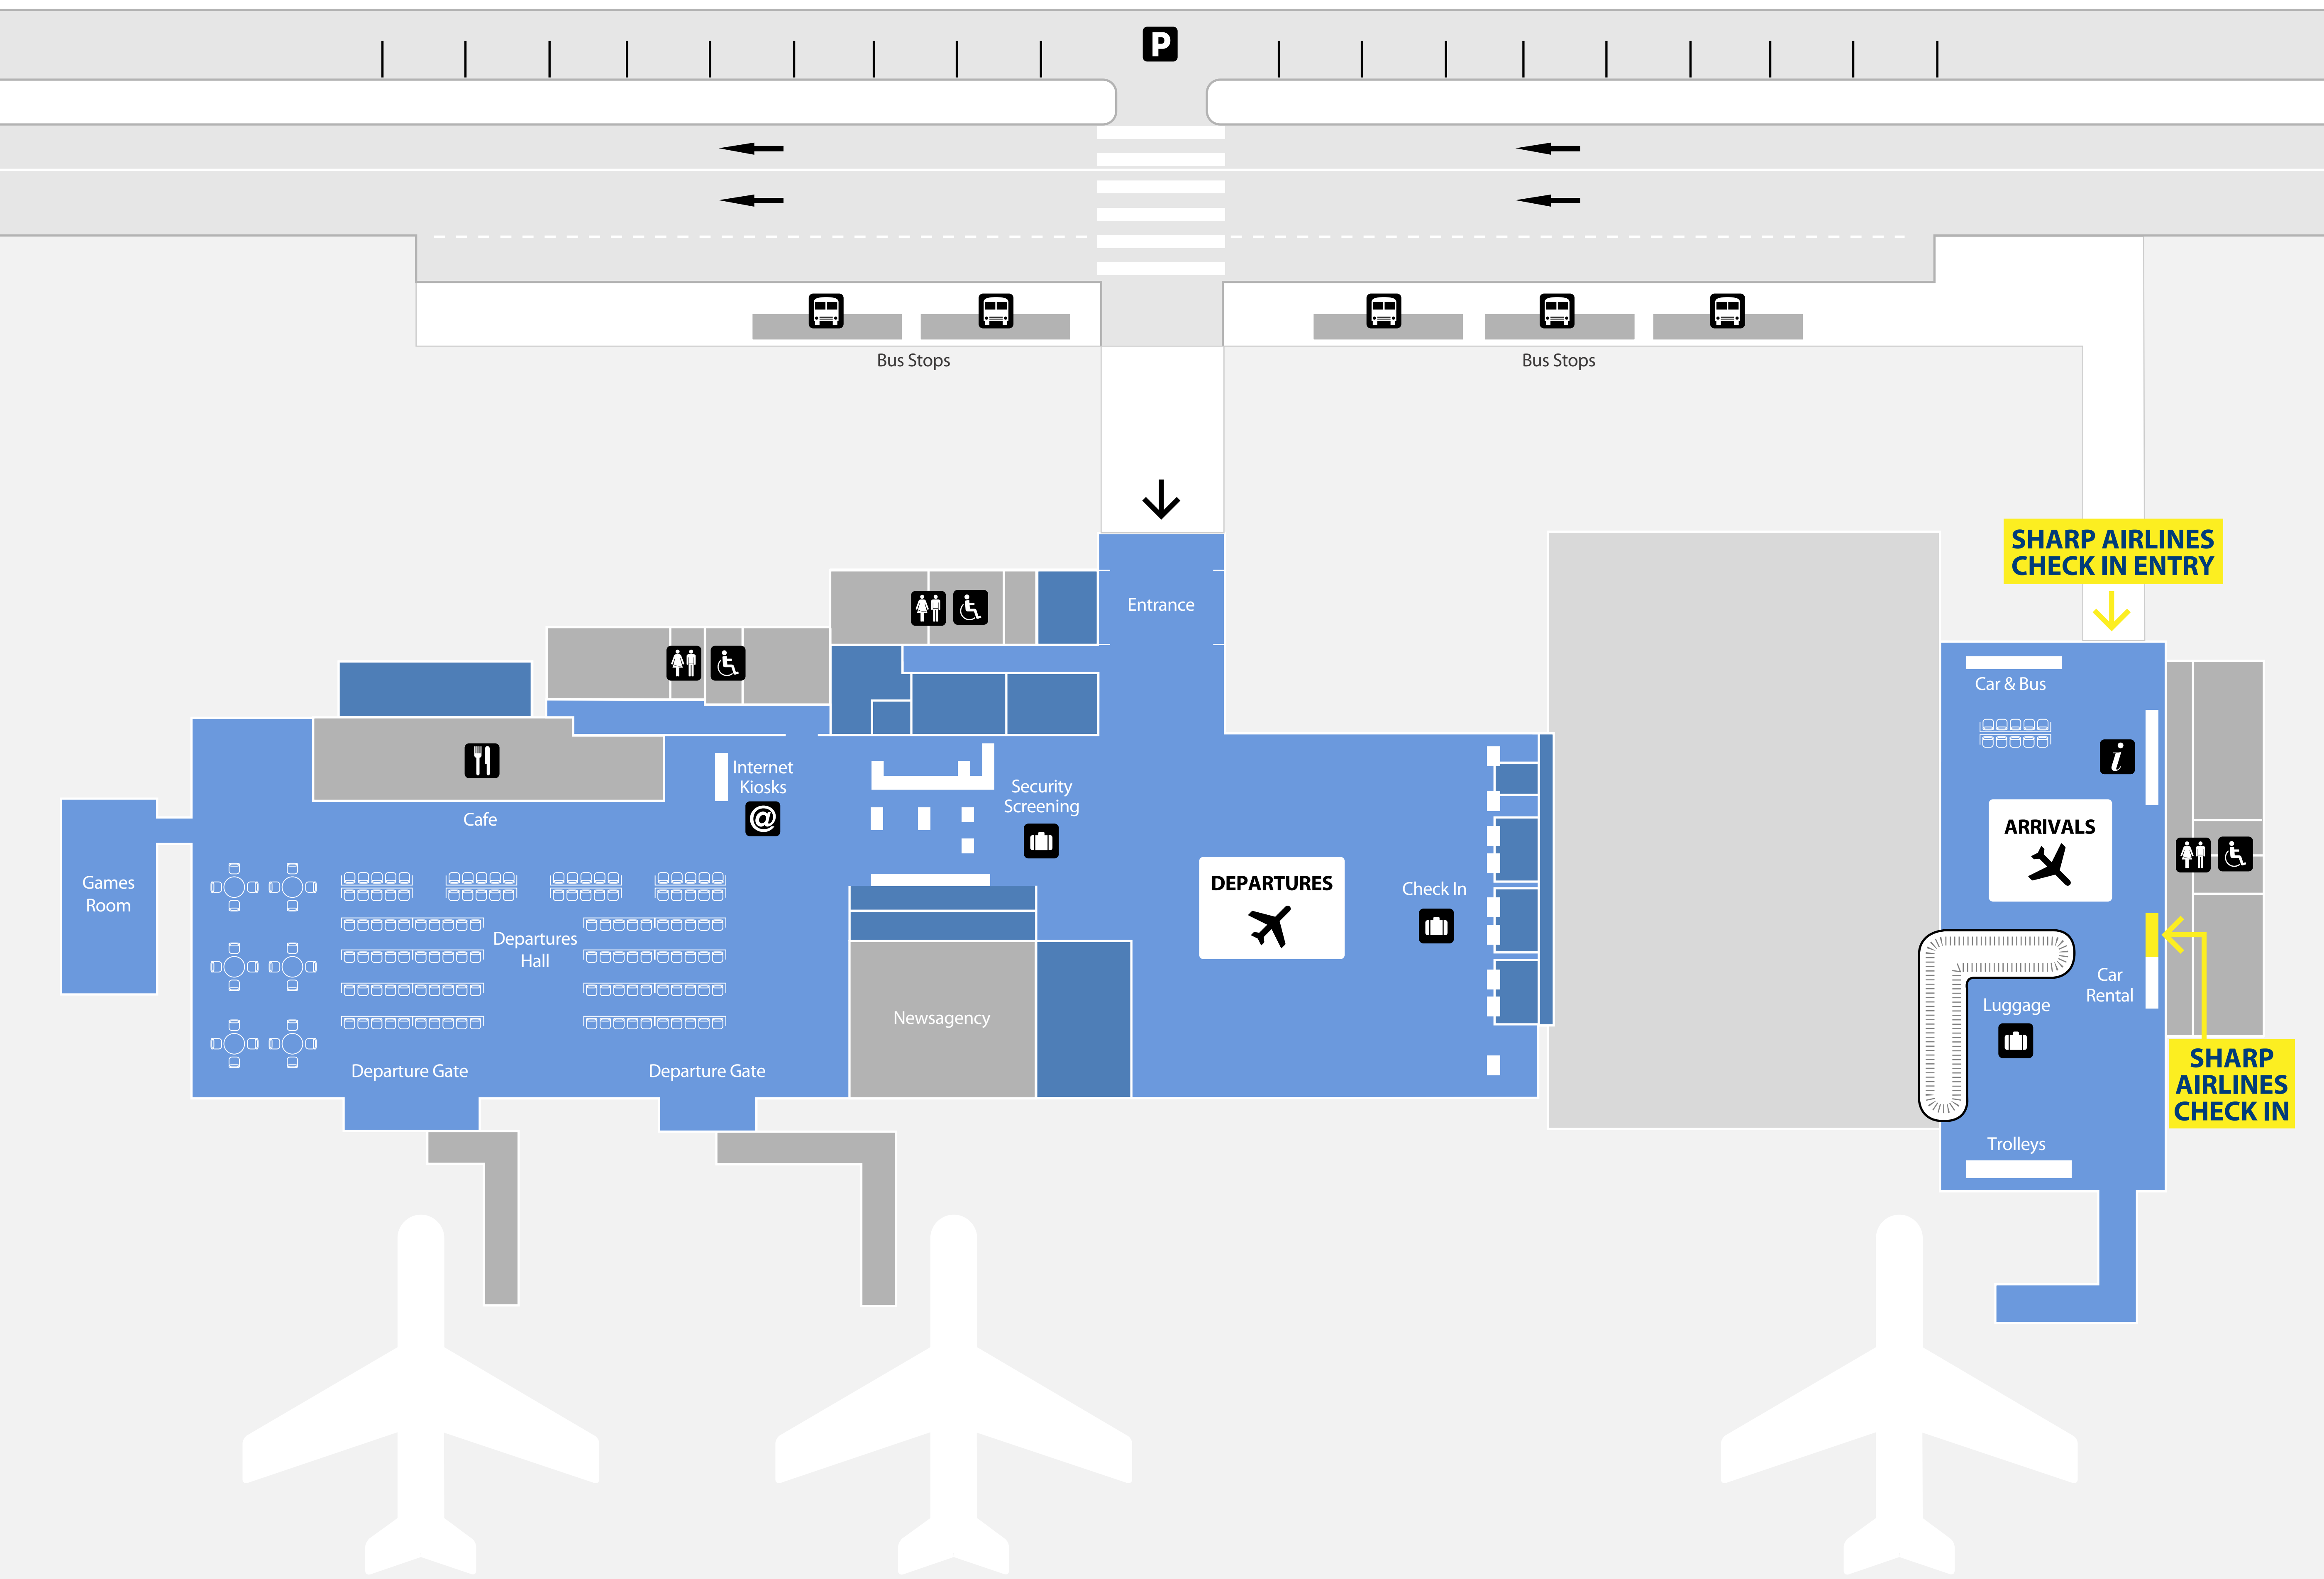 P
Bus Stops
Bus Stops
SHARP AIRLINES
CHECK IN ENTRY
Entrance
Car & Bus
Internet
Kiosks
@
Security
Screening
i
Cafe
ARRIVALS
Games
Room
DEPARTURES
Check In
Departures
Hall
Car
Rental
Luggage
Newsagency
SHARP
AIRLINES
CHECK IN
Departure Gate
Departure Gate
Trolleys